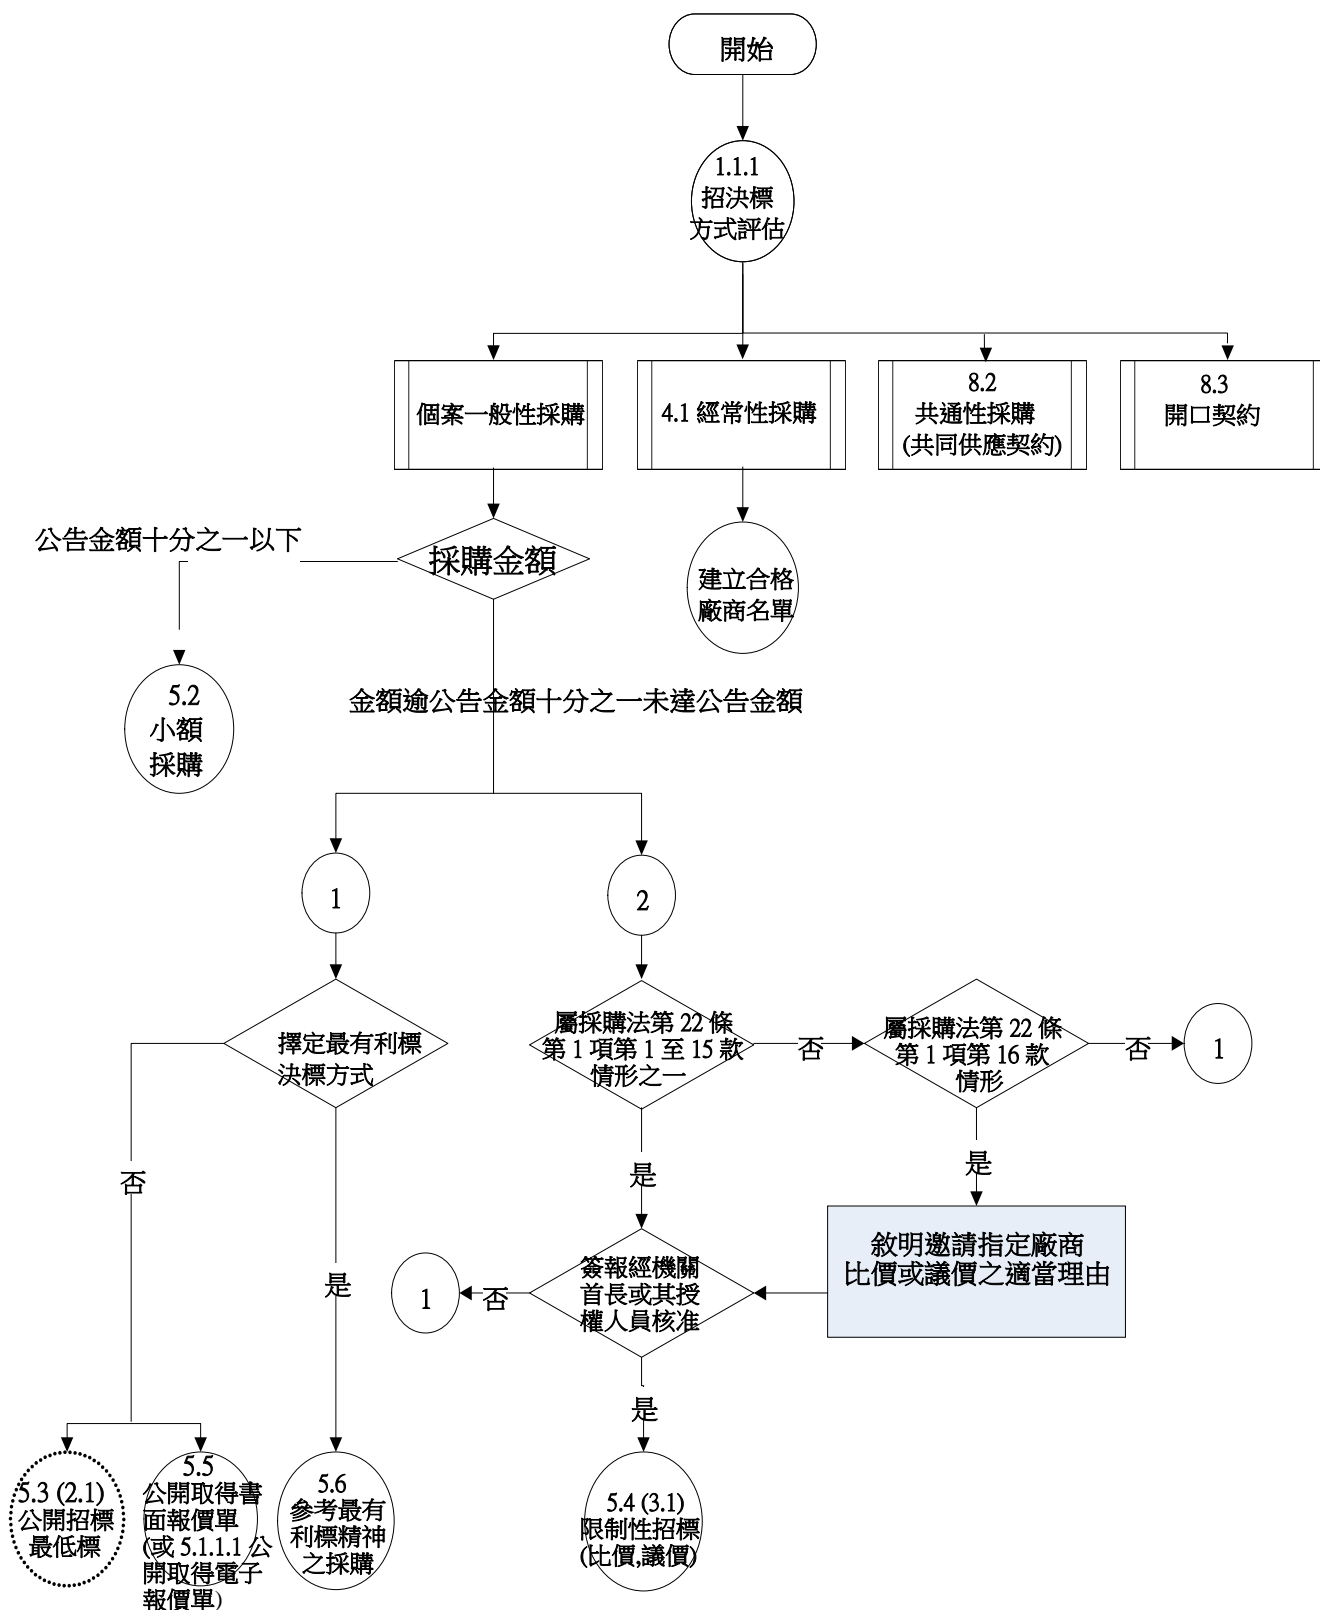 開始
1.1.1
招決標
方式評估
個案一般性採購
4.1 經常性採購
8.2
共通性採購
(共同供應契約)
8.3
開口契約
公告金額十分之一以下
採購金額
建立合格
廠商名單
5.2
小額
採購
金額逾公告金額十分之一未達公告金額
1
2
擇定最有利標
決標方式
屬採購法第 22 條
第 1 項第 1 至 15 款
情形之一
否
屬採購法第 22 條
第 1 項第 16 款
情形
否
1
否
是
是
是
敘明邀請指定廠商
比價或議價之適當理由
簽報經機關
首長或其授
權人員核准
否
1
是
5.3 (2.1)
公開招標
最低標
5.5
公開取得書
面報價單
(或 5.1.1.1 公
開取得電子
報價單)
5.6
參考最有
利標精神
之採購
5.4 (3.1)
限制性招標
(比價,議價)